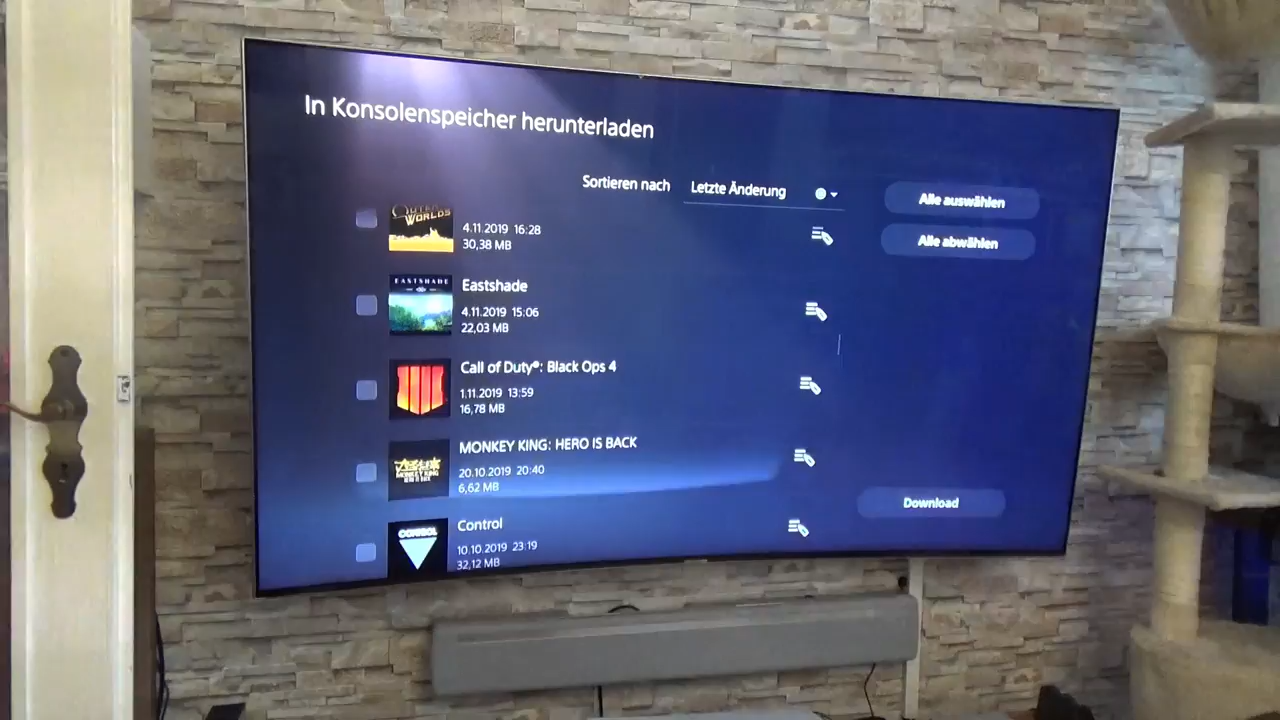 In Konsolenspeicher herunterladen
Sortieren nach
Letzte Änderung
Alle auswählen
Alle abwählen
OUTER
WORLDS
4.11.2019 16:28
30,38 MB
EASTSHADE
Eastshade
4.11.2019 15:06
22,03 MB
Call of Duty®: Black Ops 4
1.11.2019 13:59
16,78 MB
MONKEY KING
MONKEY KING: HERO IS BACK
20.10.2019 20:40
6,62 MB
Download
CONTROL
Control
10.10.2019 23:19
32,12 MB